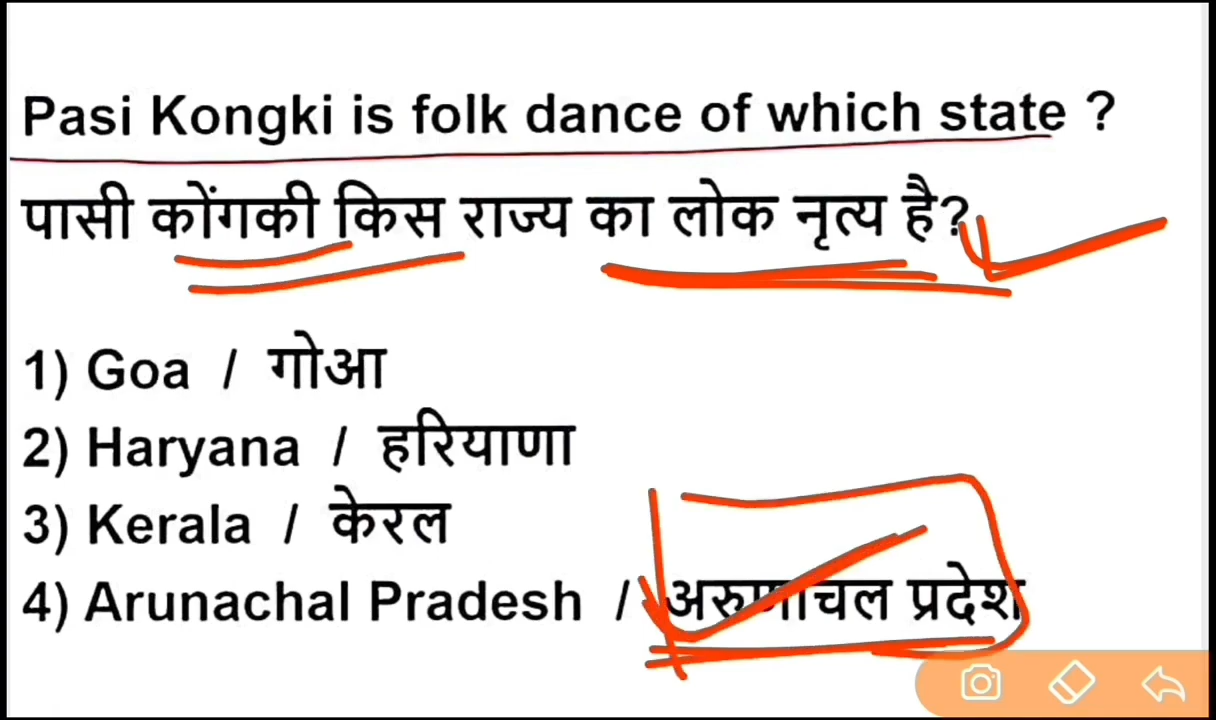 Pasi Kongki is folk dance of which state ?
पासी कोंगकी किस राज्य का लोक नृत्य है?
1) Goa / गोआ
2) Haryana / हरियाणा
3) Kerala / केरल
4) Arunachal Pradesh / अरुणाचल प्रदेश